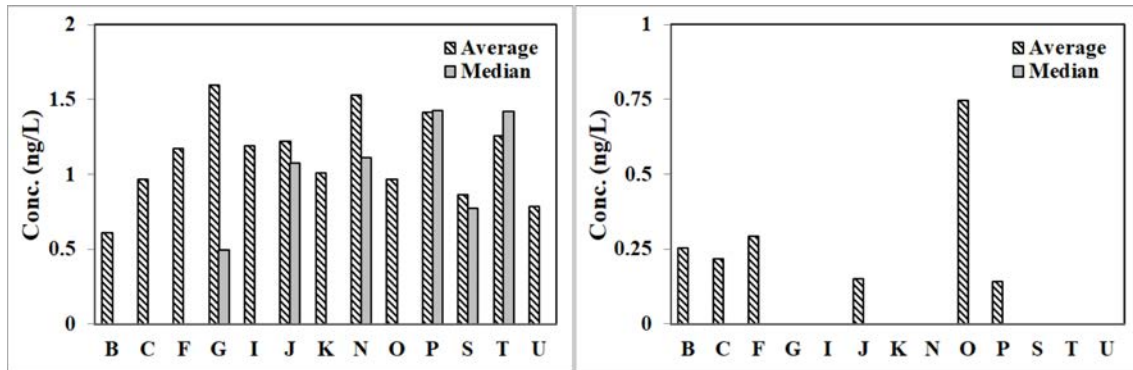 Conc. (ng/L)
2
1.5
1
0.5
0
Average
Median
B C F G I J K N O P S T U
Conc. (ng/L)
1
0.75
0.5
0.25
0
Average
Median
B C F G I J K N O P S T U